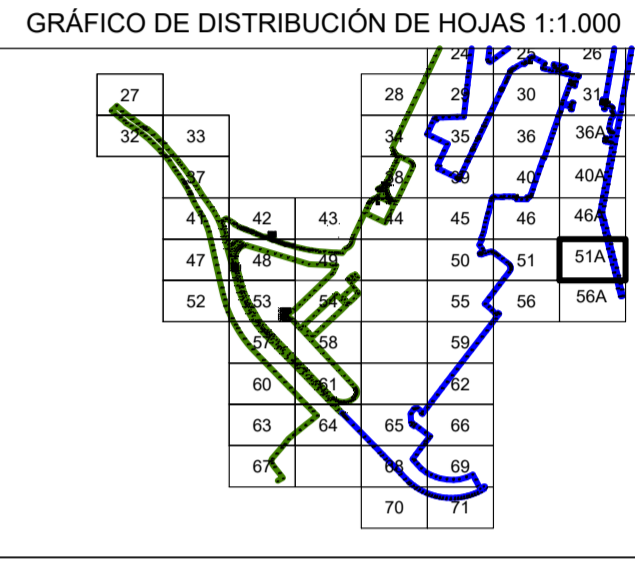 GRÁFICO DE DISTRIBUCIÓN DE HOJAS 1:1.000
24 25 26
27 28 29 30 31
32 33 34 35 36 36A
37 38 39 40 40A
41 42 43 44 45 46 46A
47 48 49 50 51 51A
52 53 54 55 56 56A
57 58 59
60 61 62
63 64 65 66
67 68 69
70 71